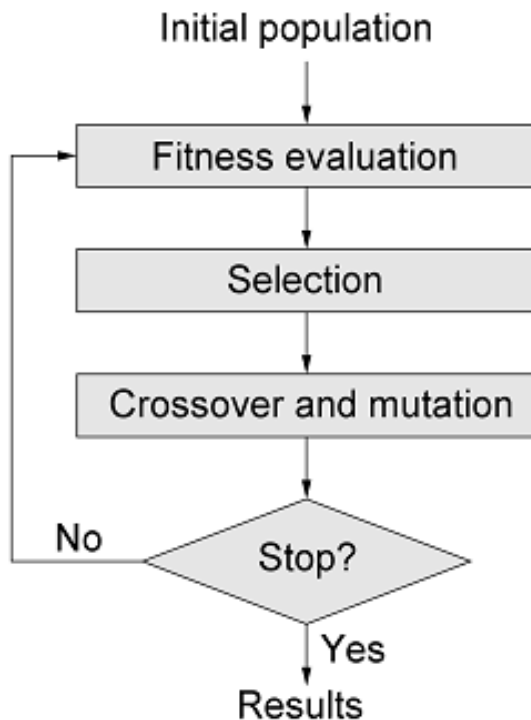 Initial population
Fitness evaluation
Selection
Crossover and mutation
Stop?
No
Yes
Results